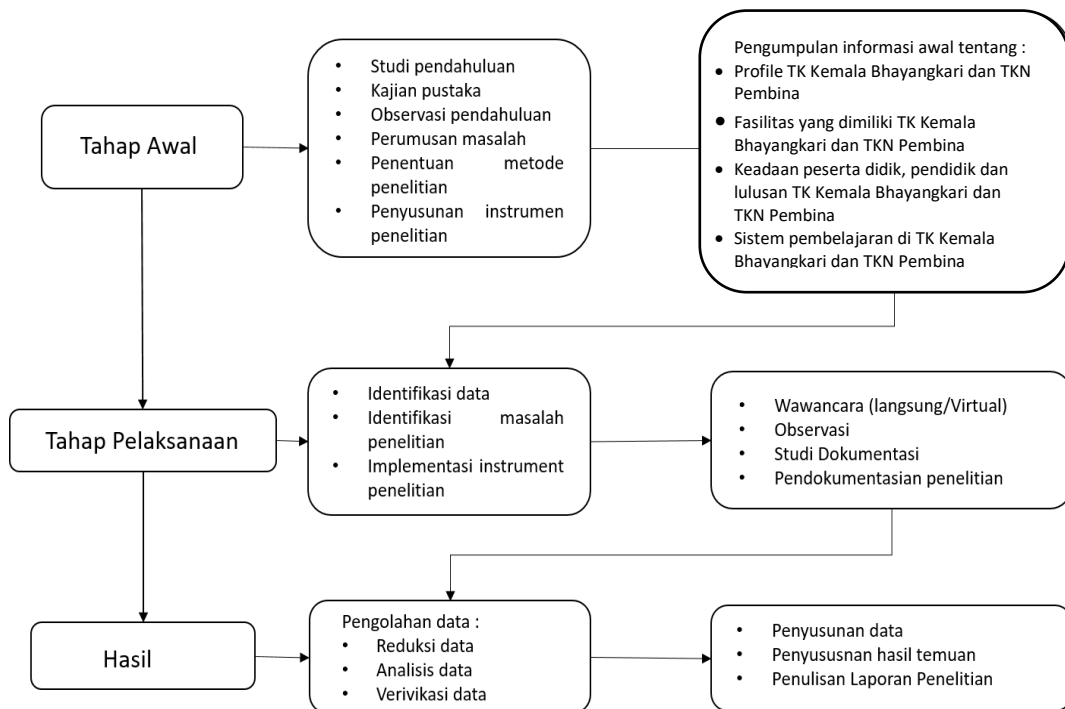 Tahap Awal
• Studi pendahuluan
• Kajian pustaka
• Observasi pendahuluan
• Perumusan masalah
• Penentuan metode
penelitian
• Penyusunan instrumen
penelitian
Pengumpulan informasi awal tentang :
• Profile TK Kemala Bhayangkari dan TKN
Pembina
• Fasilitas yang dimiliki TK Kemala
Bhayangkari dan TKN Pembina
• Keadaan peserta didik, pendidik dan
lulusan TK Kemala Bhayangkari dan
TKN Pembina
• Sistem pembelajaran di TK Kemala
Bhayangkari dan TKN Pembina
Tahap Pelaksanaan
• Identifikasi data
• Identifikasi masalah
penelitian
• Implementasi instrument
penelitian
• Wawancara (langsung/Virtual)
• Observasi
• Studi Dokumentasi
• Pendokumentasian penelitian
Hasil
Pengolahan data :
• Reduksi data
• Analisis data
• Verivikasi data
• Penyusunan data
• Penyususnan hasil temuan
• Penulisan Laporan Penelitian